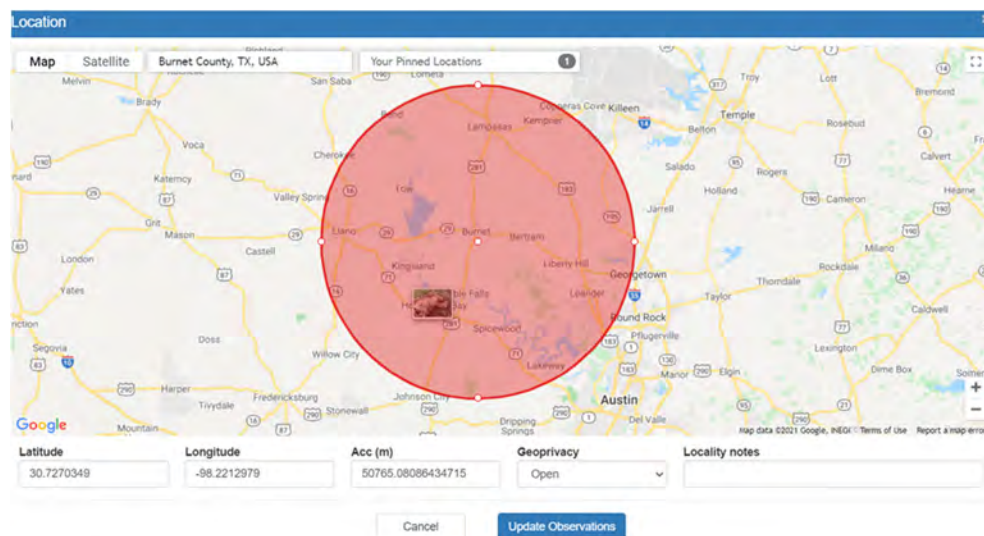 Location
Map Satellite Burnet County, TX, USA Your Pinned Locations 1
Melvin
San Saba
Lometa
Bend
Copperas Cove
Killeen
Troy
Lott
Bremond
Brady
Lampasas
Kempner
Belton
Temple
Rosebud
Voca
Cherokee
Salado
Rogers
Calvert
Katemcy
Valley Spring
Tow
Holland
Cameron
Hearne
Grit
Mason
Castell
Llano
Burnet
Bertram
Jarrell
Milano
London
Kingsland
Liberty Hill
Georgetown
Thorndale
Rockdale
Yates
Leander
Taylor
Caldwell
Doss
Spicewood
Round Rock
Pflugerville
Lexington
Segovia
Willow City
Lakeway
Manor
Elgin
Dime Box
Harper
Fredericksburg
Johnson City
Austin
Tivydale
Stonewall
Dripping
Springs
Del Valle
Mountain
Google
Map data ©2021 Google, INEGI Terms of Use Report a map error
Latitude Longitude Acc (m) Geoprivacy Locality notes
30.7270349 -98.2212979 50765.08086434715 Open
Cancel Update Observations